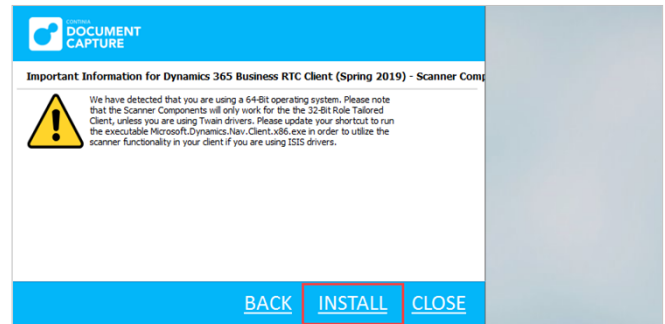 CONTINIA
DOCUMENT
CAPTURE
Important Information for Dynamics 365 Business RTC Client (Spring 2019) - Scanner Comp
We have detected that you are using a 64-Bit operating system. Please note
that the Scanner Components will only work for the the 32-Bit Role Tailored
Client, unless you are using Twain drivers. Please update your shortcut to run
the executable Microsoft.Dynamics.Nav.Client.x86.exe in order to utilize the
scanner functionality in your client if you are using ISIS drivers.
BACK INSTALL CLOSE